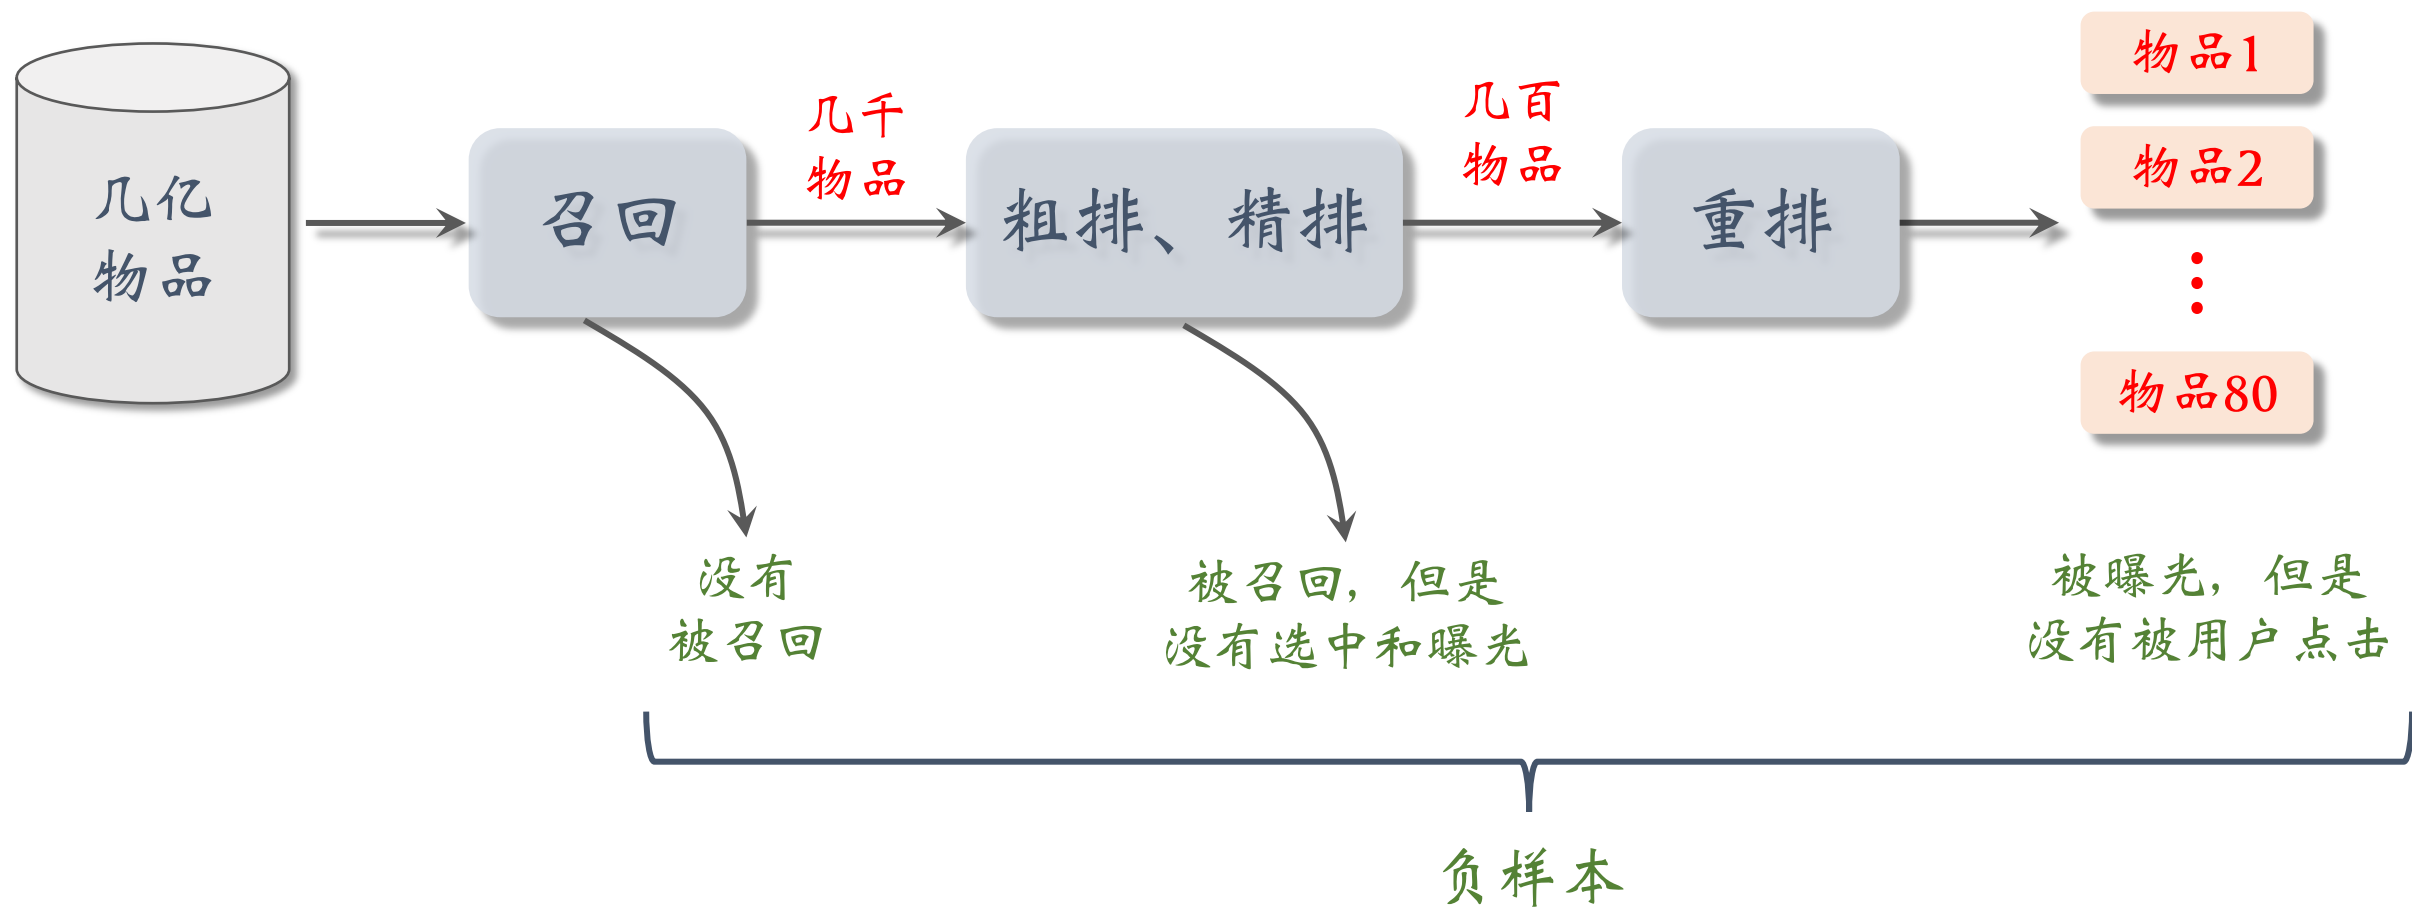 几亿
物品
召回
几千
物品
粗排、精排
几百
物品
重排
物品1
物品2
物品80
没有
被召回
被召回，但是
没有选中和曝光
被曝光，但是
没有被用户点击
负样本